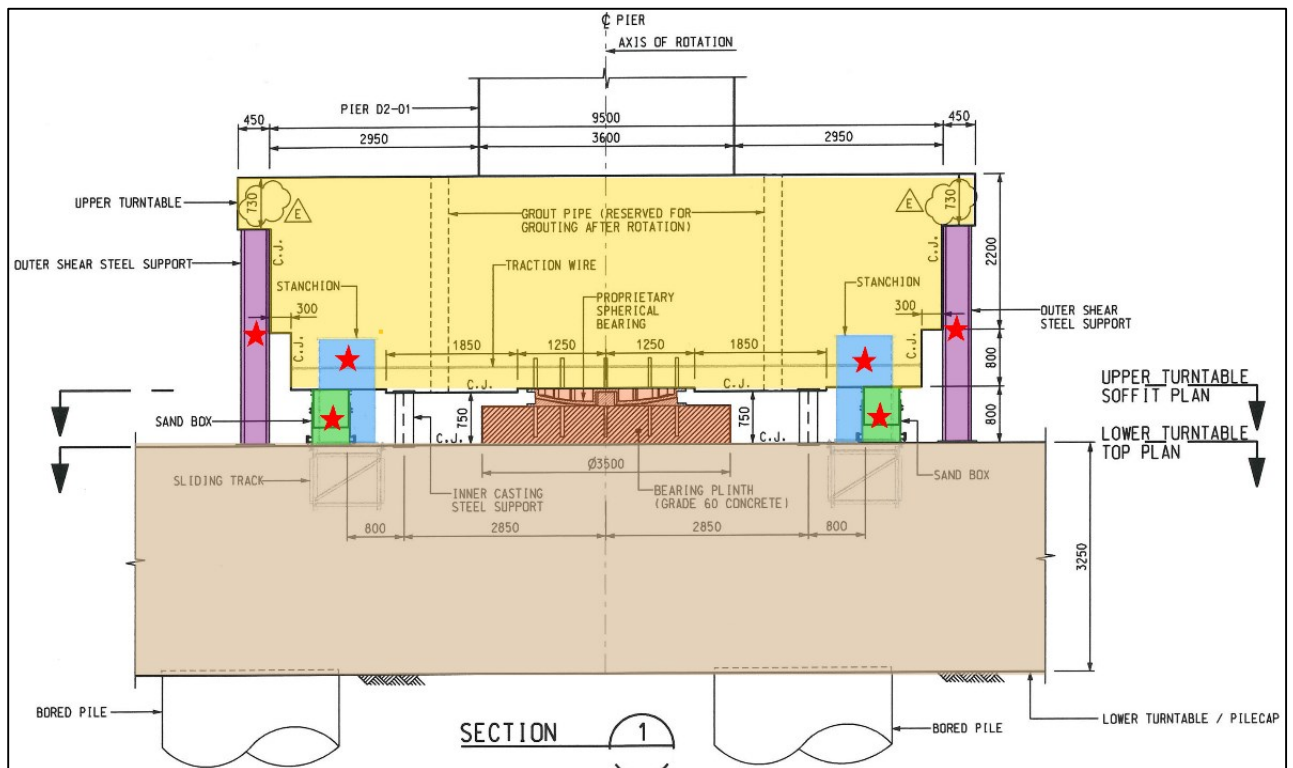 ℄ PIER
AXIS OF ROTATION
PIER D2-01
450
9500
450
2950
3600
2950
UPPER TURNTABLE
730
E
GROUT PIPE (RESERVED FOR
GROUTING AFTER ROTATION)
E
730
C.J.
C.J.
2200
OUTER SHEAR STEEL SUPPORT
TRACTION WIRE
STANCHION
STANCHION
PROPRIETARY
SPHERICAL
BEARING
300
300
OUTER SHEAR
STEEL SUPPORT
C.J.
1850
1250
1250
1850
C.J.
800
C.J.
C.J.
UPPER TURNTABLE
SOFFIT PLAN
SAND BOX
750
750
800
C.J.
C.J.
LOWER TURNTABLE
TOP PLAN
SLIDING TRACK
Ø3500
SAND BOX
INNER CASTING
STEEL SUPPORT
BEARING PLINTH
(GRADE 60 CONCRETE)
800
2850
2850
800
3250
BORED PILE
SECTION 1
BORED PILE
LOWER TURNTABLE / PILECAP